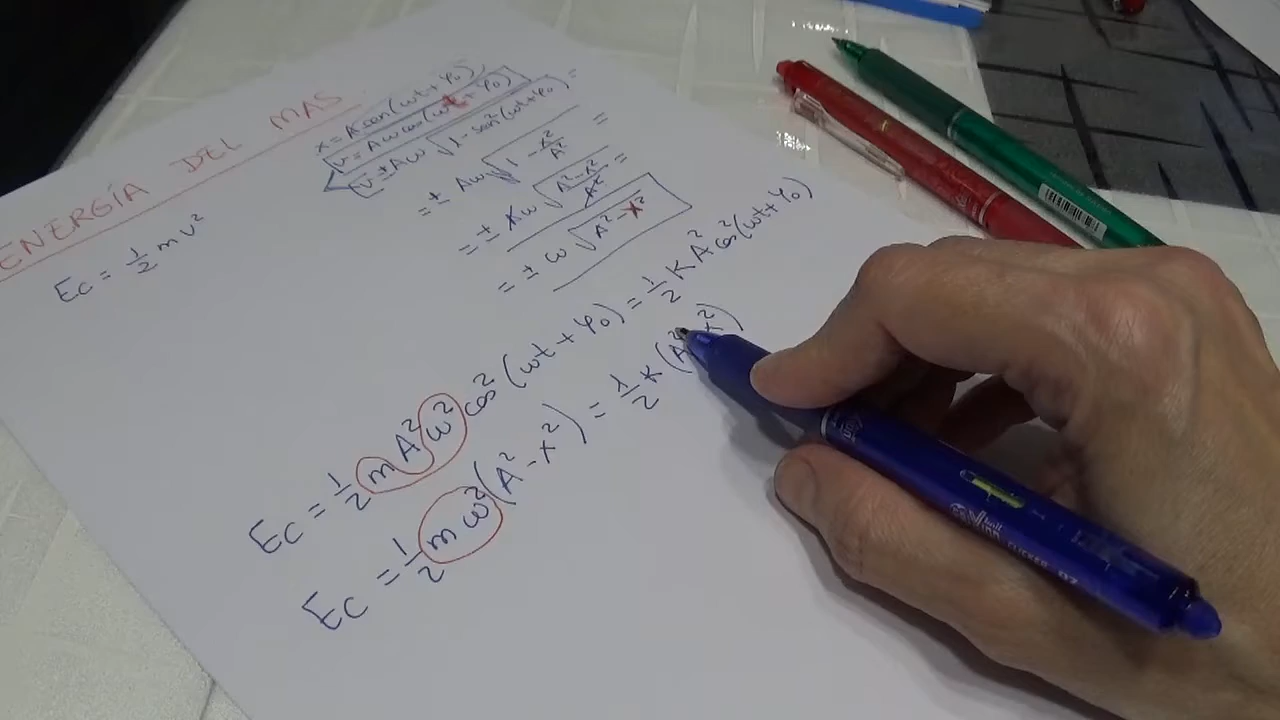 ENERGÍA DEL MAS
x = A sen(ωt + φ₀)
v = Aω cos(ωt + φ₀)
v = ± Aω √(1 - sen²(ωt + φ₀)) =
= ± Aω √(1 - x²/A²) =
= ± Aω √((A² - x²)/A²) =
= ± ω √(A² - x²)
Ec = 1/2 m v²
Ec = 1/2 m A² ω² cos²(ωt + φ₀) = 1/2 K A² cos²(ωt + φ₀)
Ec = 1/2 m ω² (A² - x²) = 1/2 K (A² - x²)